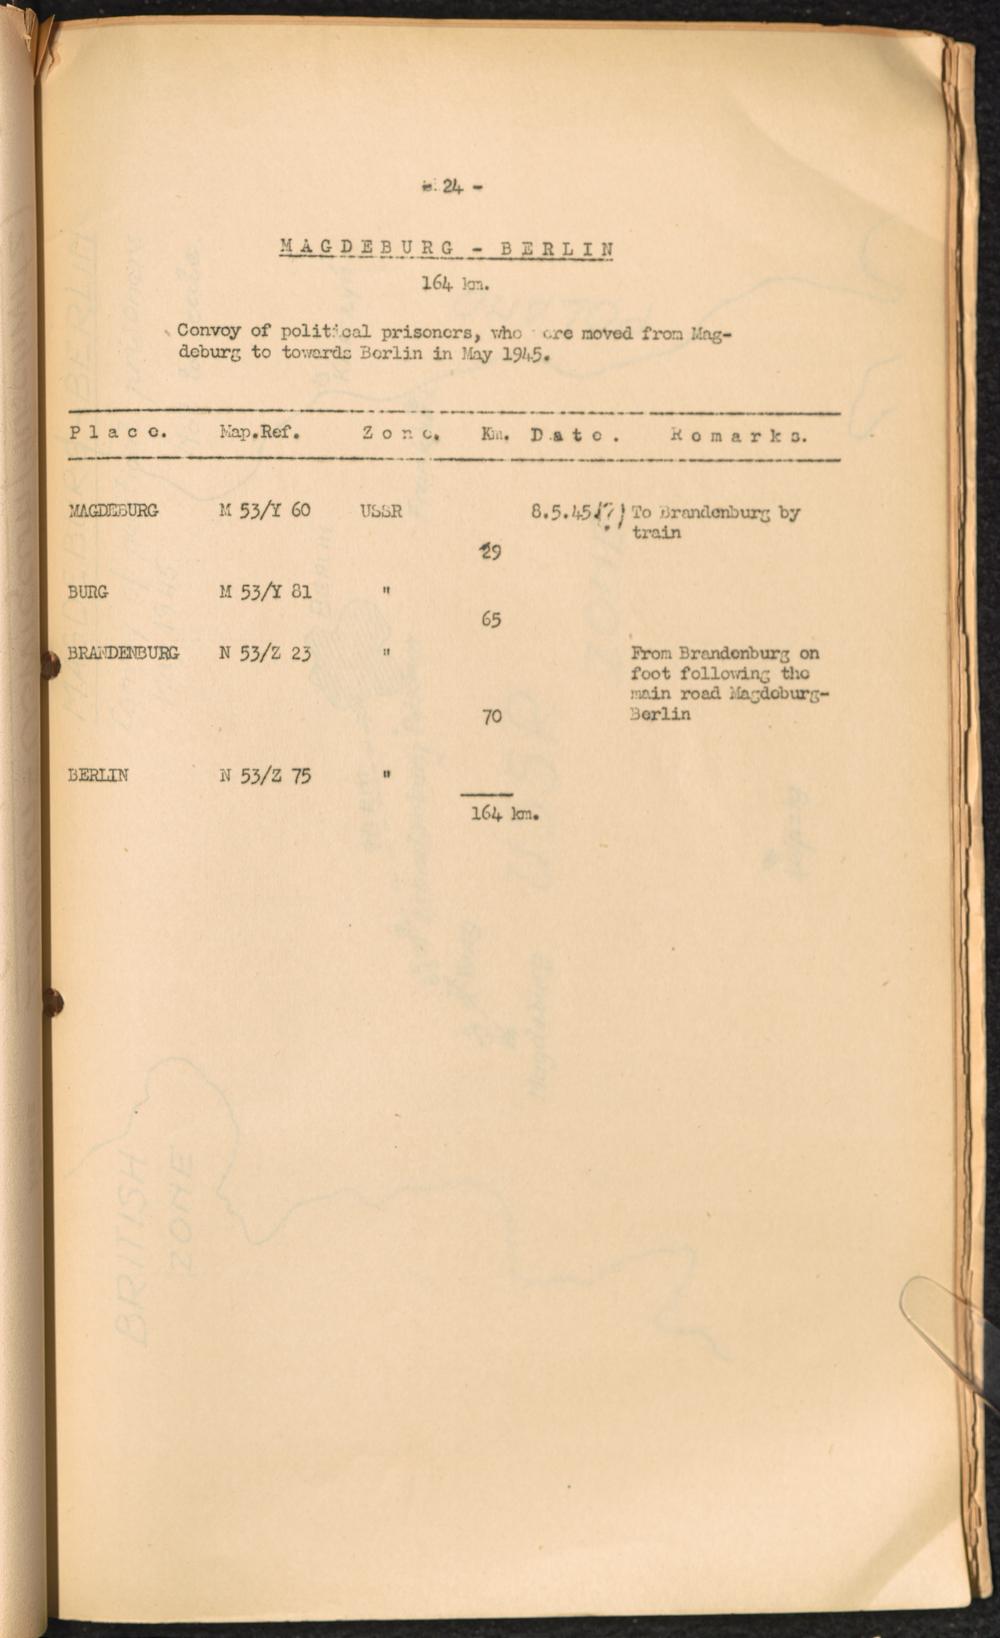 - 24 -
MAGDEBURG - BERLIN
164 km.
Convoy of political prisoners, who were moved from Mag-
deburg to towards Berlin in May 1945.
Place. Map.Ref. Zone. Km. Date. Remarks.
MAGDEBURG M 53/Y 60 USSR 8.5.45(?) To Brandenburg by
train
29
BURG M 53/Y 81 "
65
BRANDENBURG N 53/Z 23 " From Brandenburg on
foot following the
main road Magdeburg-
70 Berlin
BERLIN N 53/Z 75 "
164 km.
BRITISH
ZONE